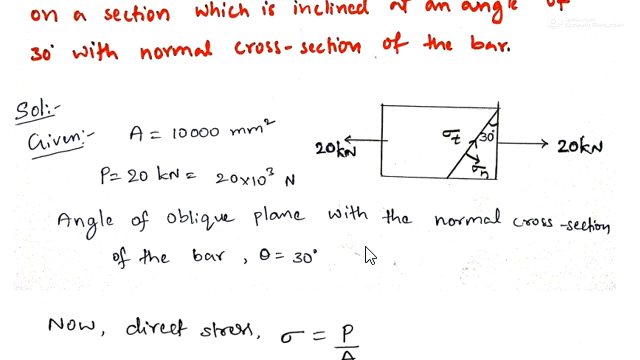 on a section which is inclined at an angle of
30° with normal cross-section of the bar.
Sol:-
Given:- A = 10000 mm²
P = 20 kN = 20×10³ N
20kN
σt
30°
σn
20kN
Angle of oblique plane with the normal cross-section
of the bar, θ = 30°
Now, direct stress, σ = P/A